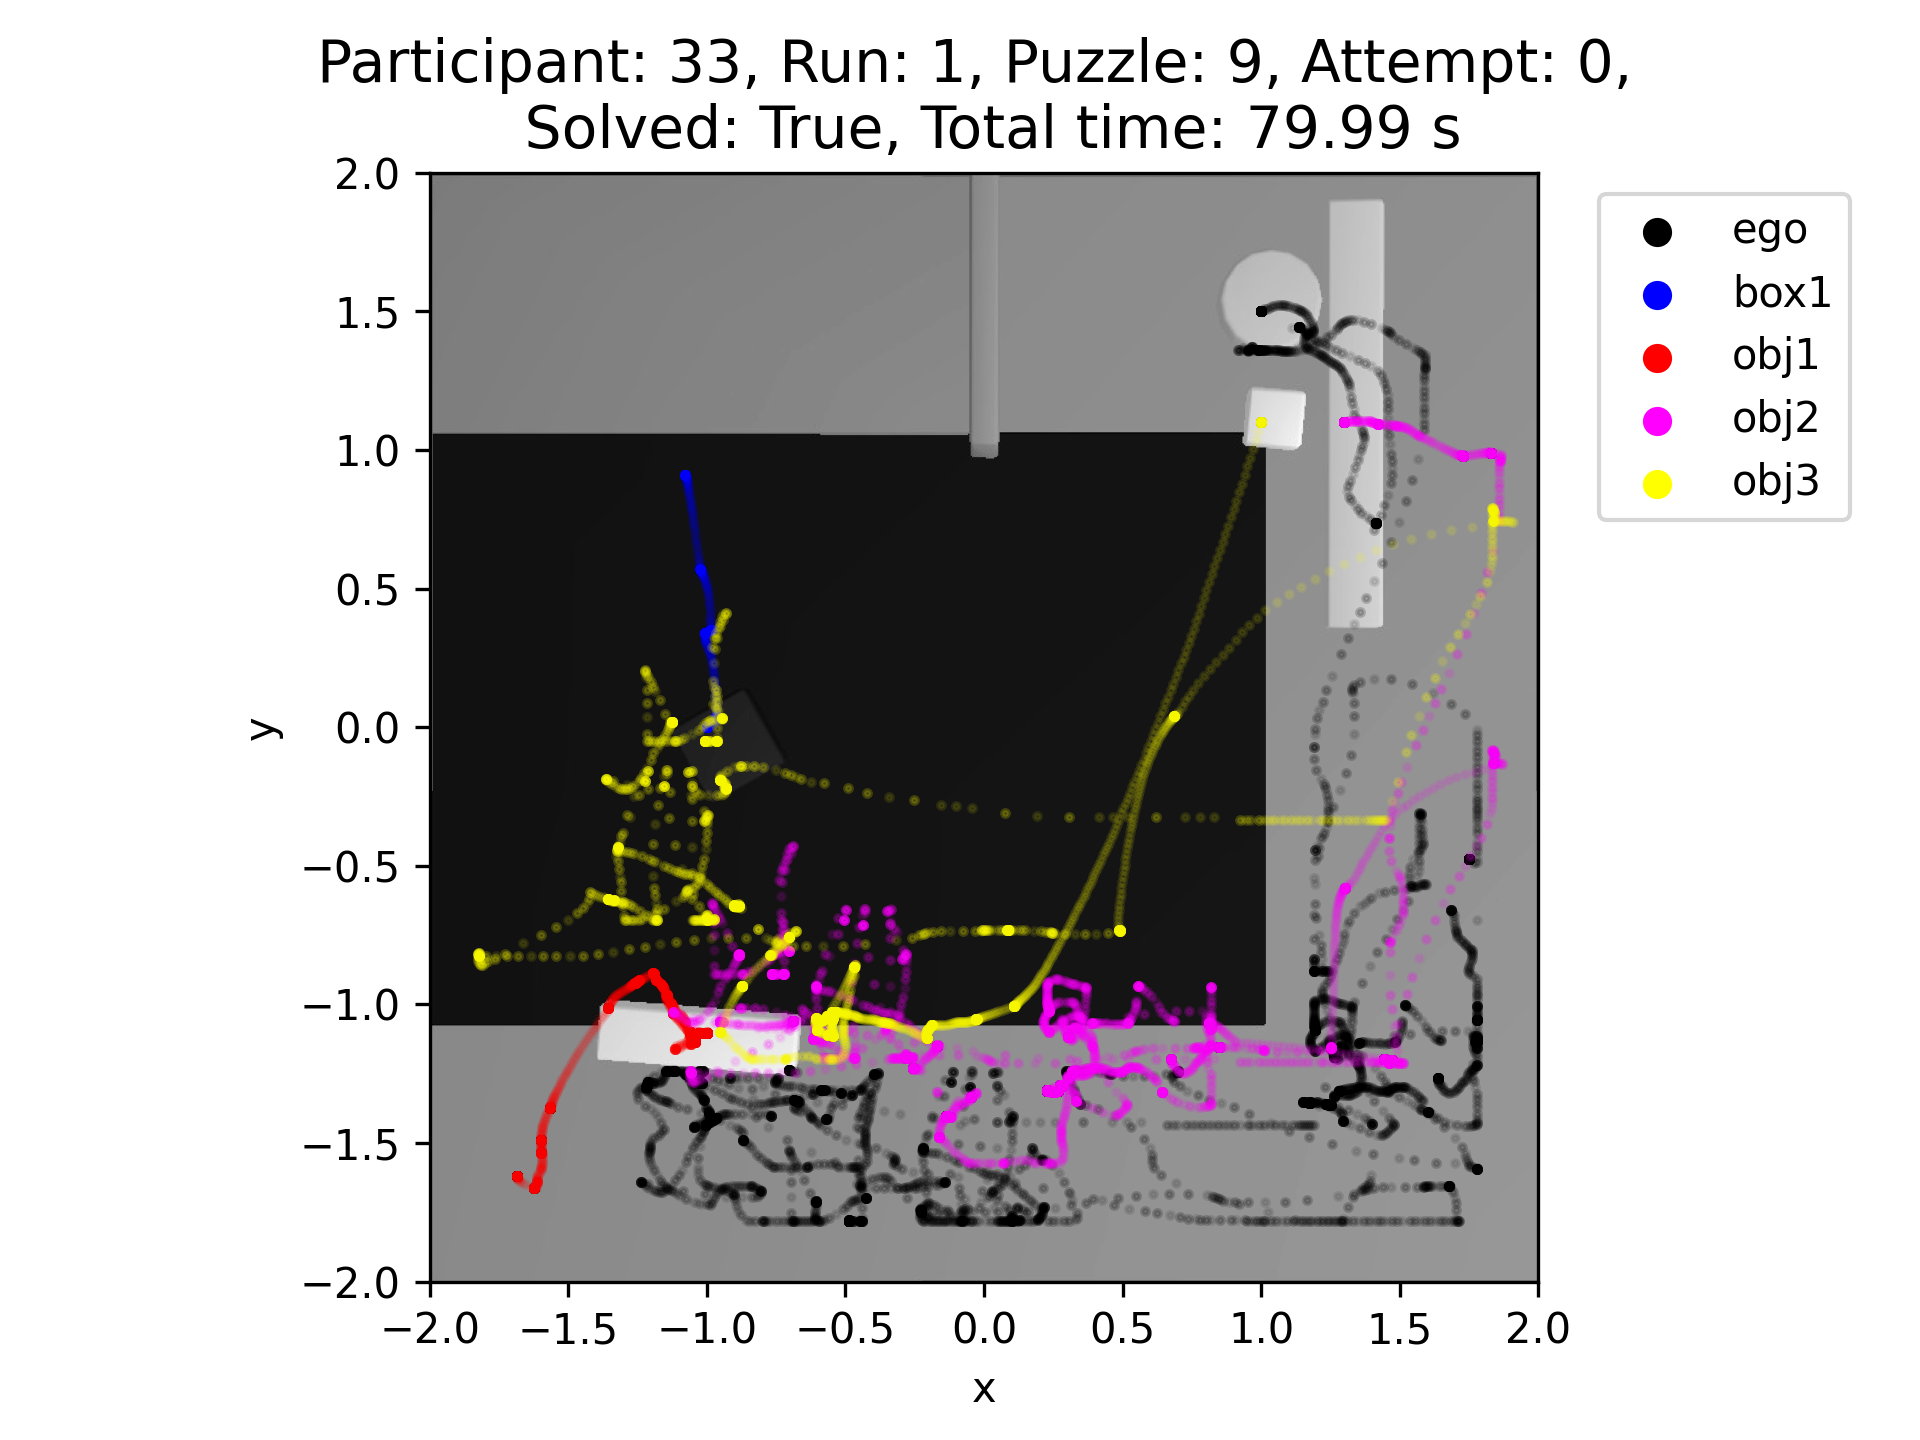 Participant: 33, Run: 1, Puzzle: 9, Attempt: 0,
Solved: True, Total time: 79.99 s
2.0
1.5
1.0
0.5
0.0
−0.5
−1.0
−1.5
−2.0
y
−2.0 −1.5 −1.0 −0.5 0.0 0.5 1.0 1.5 2.0
x
ego
box1
obj1
obj2
obj3